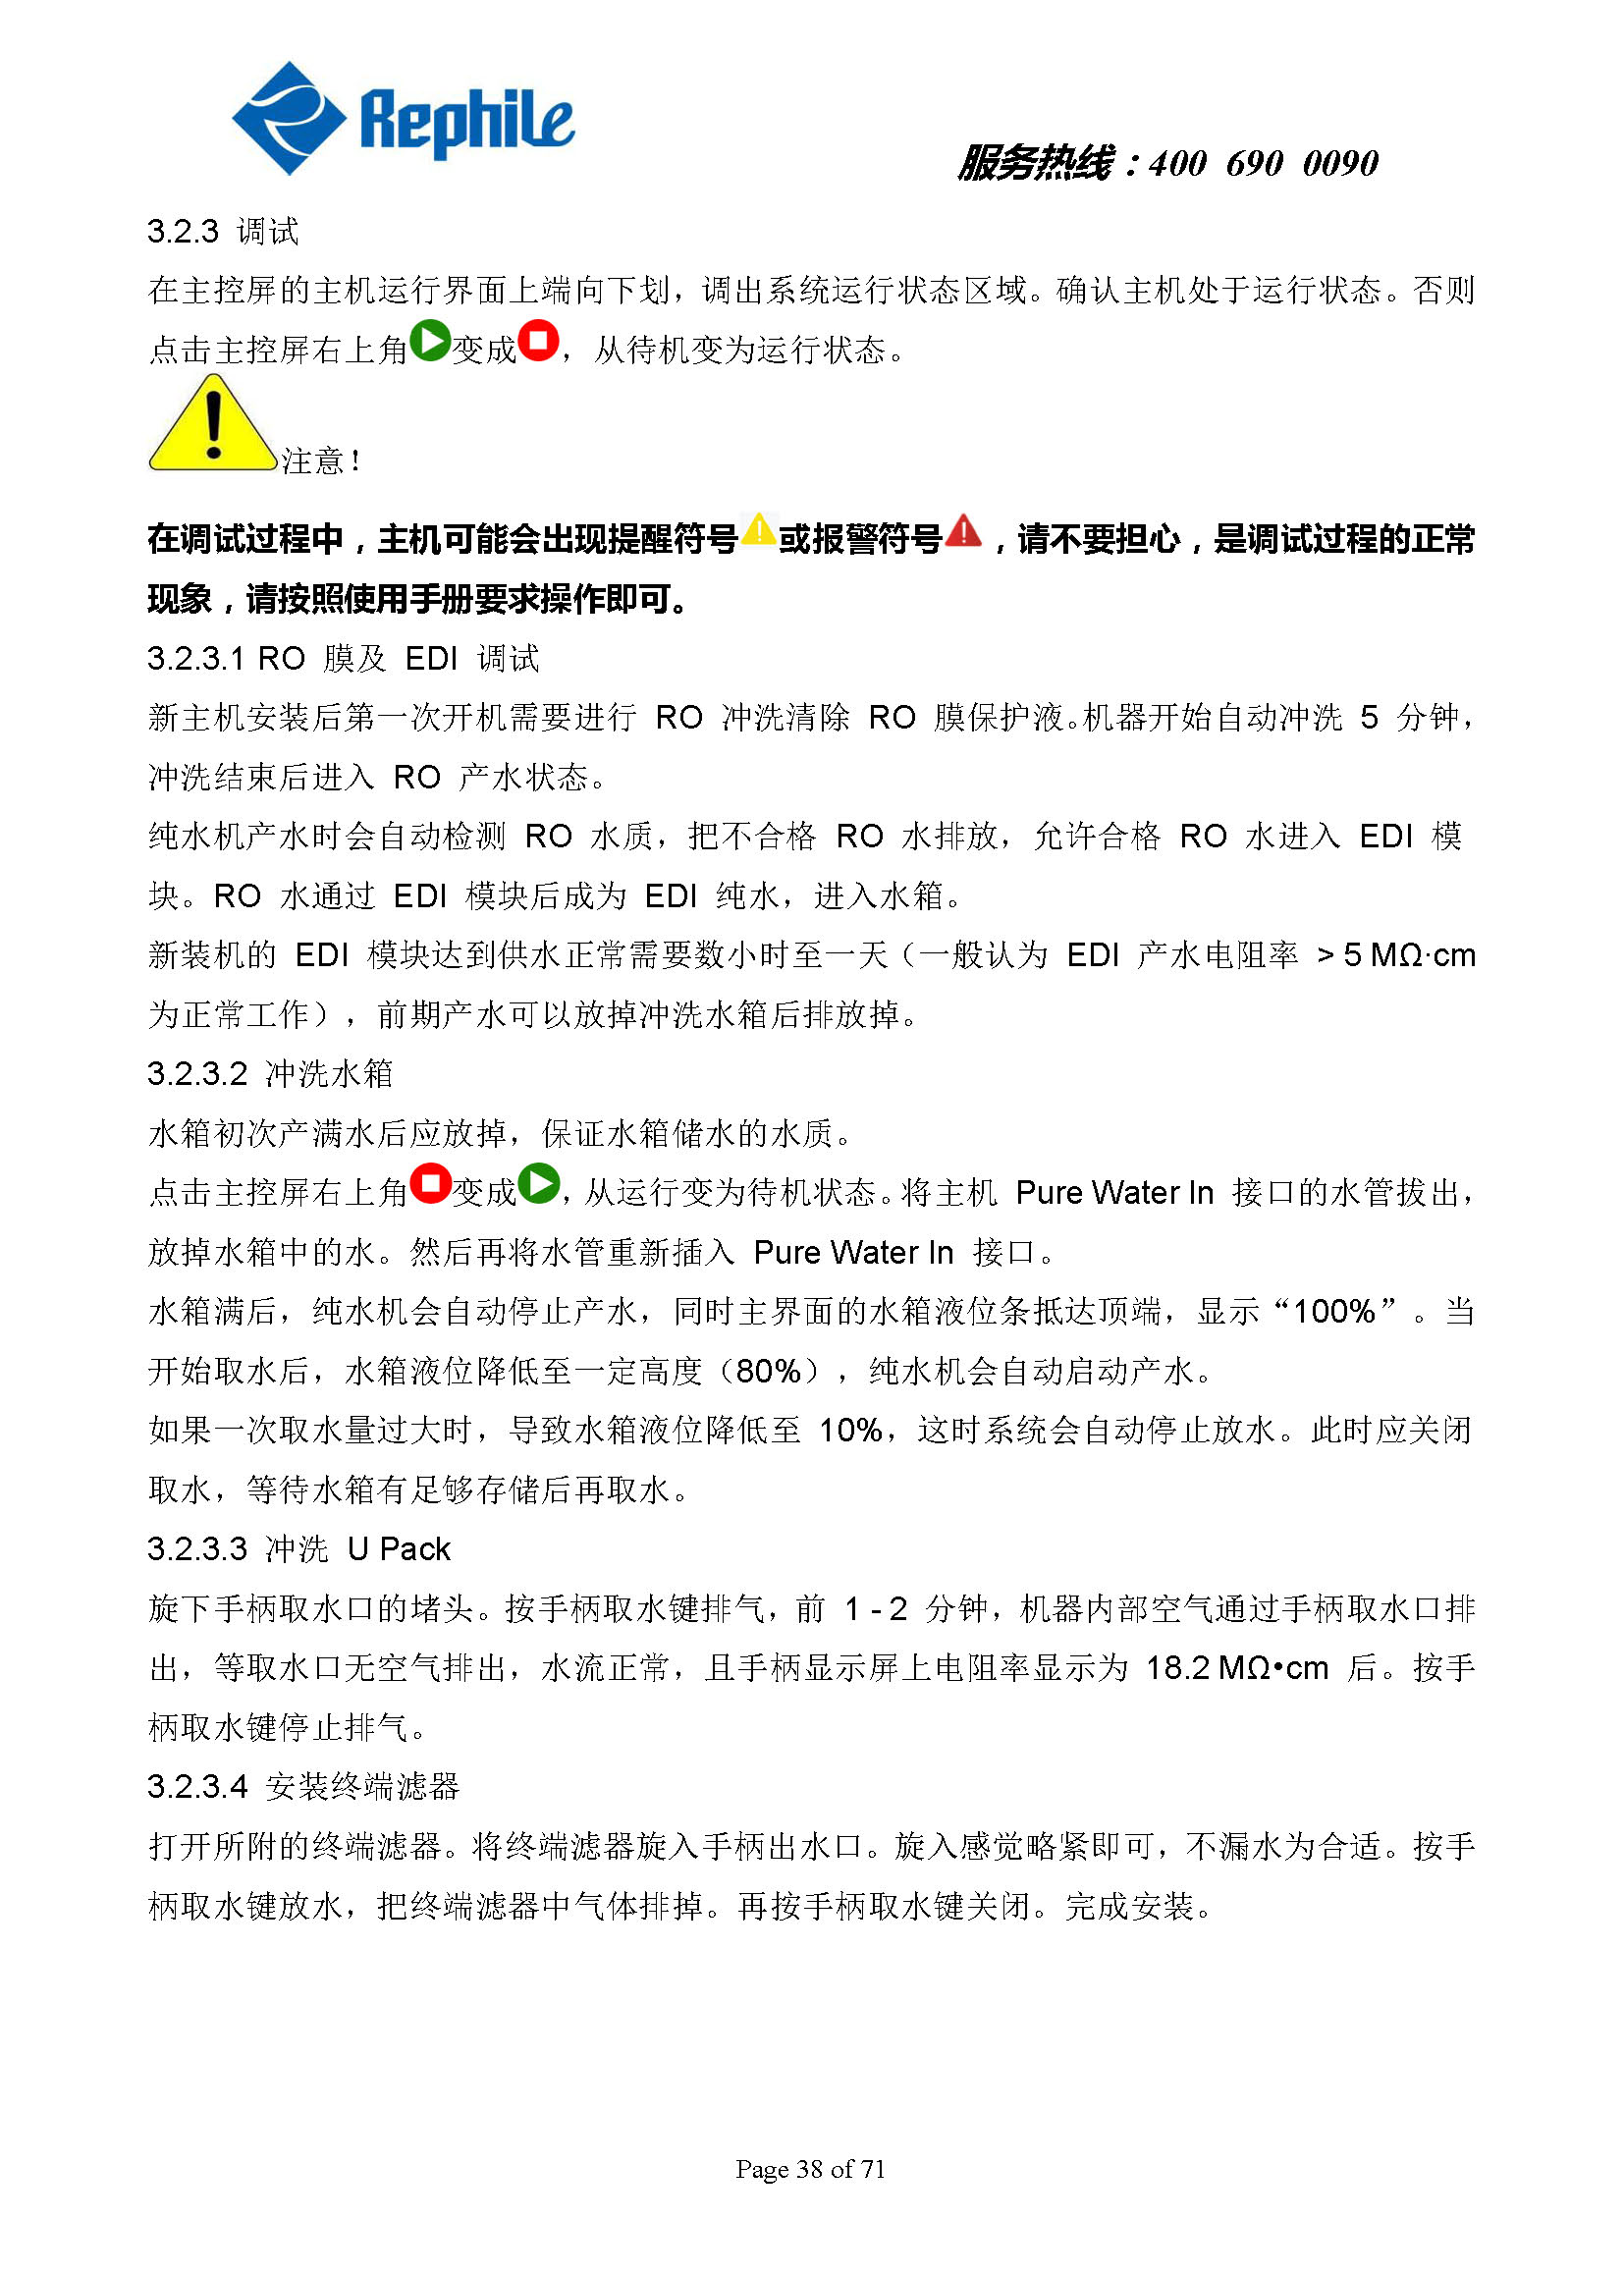 Rephile
服务热线：400 690 0090
3.2.3 调试
在主控屏的主机运行界面上端向下划，调出系统运行状态区域。确认主机处于运行状态。否则
点击主控屏右上角变成，从待机变为运行状态。
注意！
在调试过程中，主机可能会出现提醒符号或报警符号，请不要担心，是调试过程的正常
现象，请按照使用手册要求操作即可。
3.2.3.1 RO 膜及 EDI 调试
新主机安装后第一次开机需要进行 RO 冲洗清除 RO 膜保护液。机器开始自动冲洗 5 分钟，
冲洗结束后进入 RO 产水状态。
纯水机产水时会自动检测 RO 水质，把不合格 RO 水排放，允许合格 RO 水进入 EDI 模
块。RO 水通过 EDI 模块后成为 EDI 纯水，进入水箱。
新装机的 EDI 模块达到供水正常需要数小时至一天（一般认为 EDI 产水电阻率 > 5 MΩ·cm
为正常工作），前期产水可以放掉冲洗水箱后排放掉。
3.2.3.2 冲洗水箱
水箱初次产满水后应放掉，保证水箱储水的水质。
点击主控屏右上角变成，从运行变为待机状态。将主机 Pure Water In 接口的水管拔出，
放掉水箱中的水。然后再将水管重新插入 Pure Water In 接口。
水箱满后，纯水机会自动停止产水，同时主界面的水箱液位条抵达顶端，显示“100%”。当
开始取水后，水箱液位降低至一定高度（80%），纯水机会自动启动产水。
如果一次取水量过大时，导致水箱液位降低至 10%，这时系统会自动停止放水。此时应关闭
取水，等待水箱有足够存储后再取水。
3.2.3.3 冲洗 U Pack
旋下手柄取水口的堵头。按手柄取水键排气，前 1 - 2 分钟，机器内部空气通过手柄取水口排
出，等取水口无空气排出，水流正常，且手柄显示屏上电阻率显示为 18.2 MΩ•cm 后。按手
柄取水键停止排气。
3.2.3.4 安装终端滤器
打开所附的终端滤器。将终端滤器旋入手柄出水口。旋入感觉略紧即可，不漏水为合适。按手
柄取水键放水，把终端滤器中气体排掉。再按手柄取水键关闭。完成安装。
Page 38 of 71